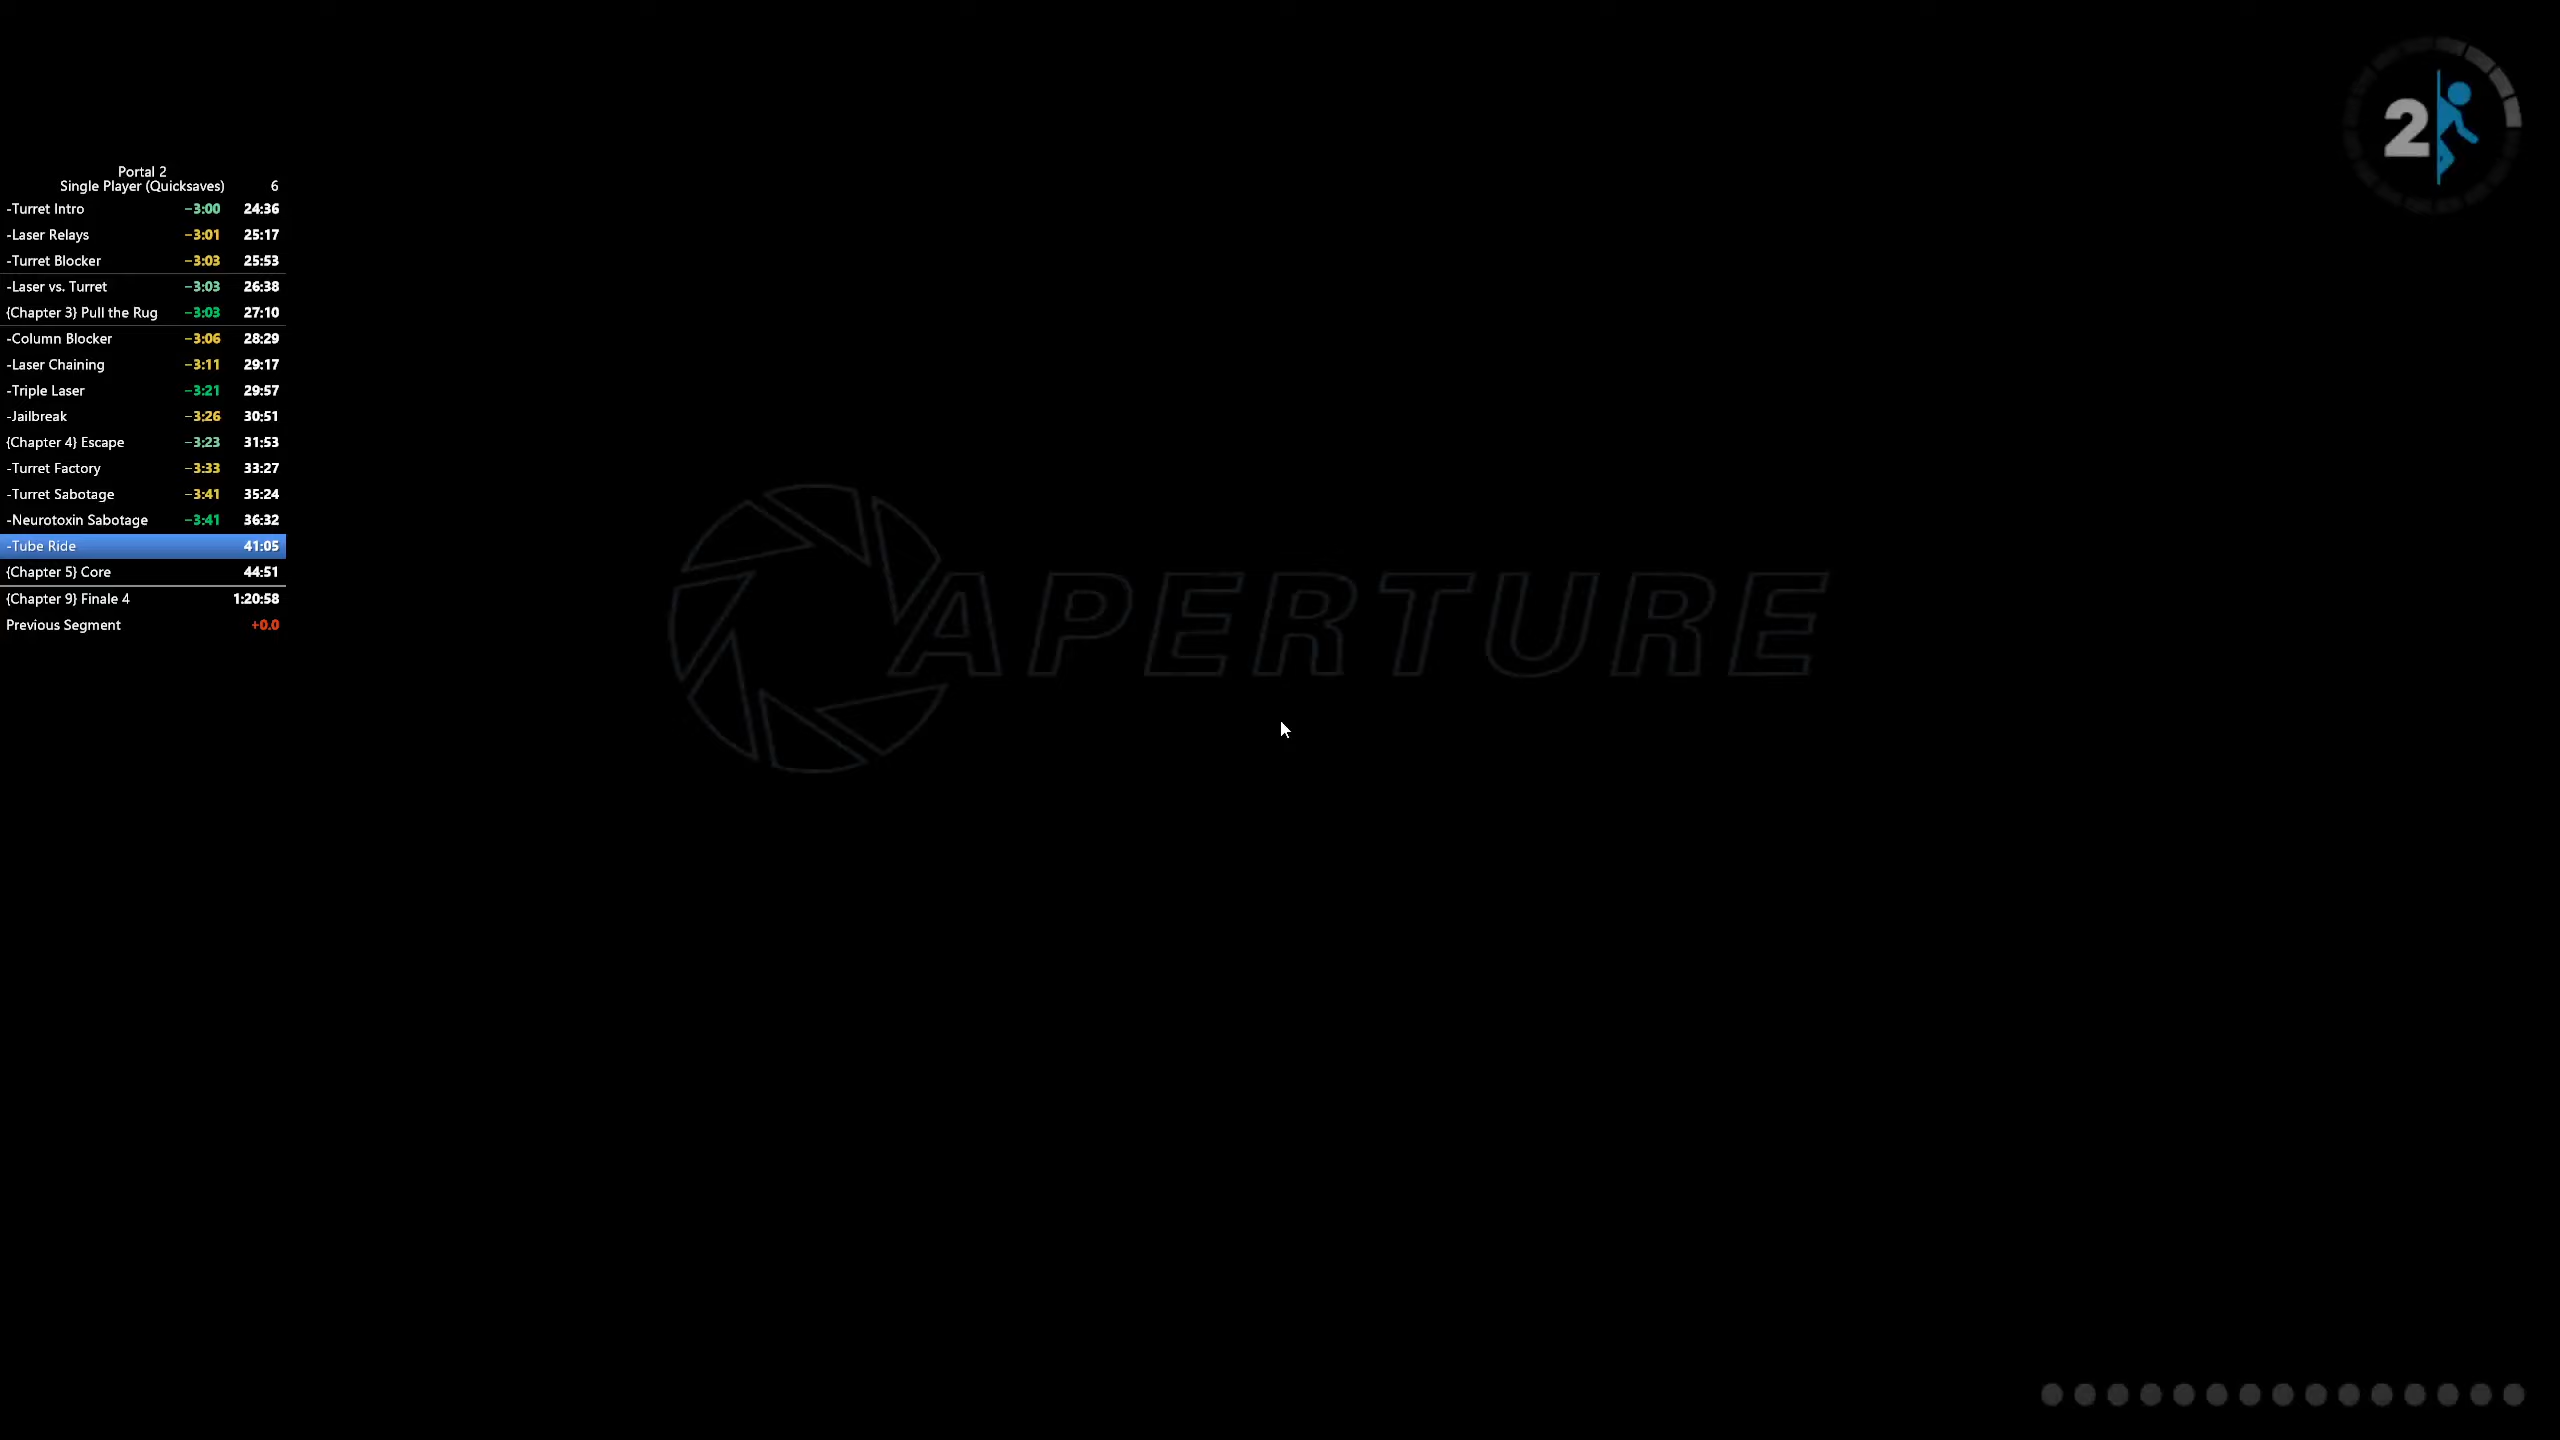 Portal 2
Single Player (Quicksaves) 6
-Turret Intro −3:00 24:36
-Laser Relays −3:01 25:17
-Turret Blocker −3:03 25:53
-Laser vs. Turret −3:03 26:38
{Chapter 3} Pull the Rug −3:03 27:10
-Column Blocker −3:06 28:29
-Laser Chaining −3:11 29:17
-Triple Laser −3:21 29:57
-Jailbreak −3:26 30:51
{Chapter 4} Escape −3:23 31:53
-Turret Factory −3:33 33:27
-Turret Sabotage −3:41 35:24
-Neurotoxin Sabotage −3:41 36:32
-Tube Ride 41:05
{Chapter 5} Core 44:51
{Chapter 9} Finale 4 1:20:58
Previous Segment +0.0
2
APERTURE